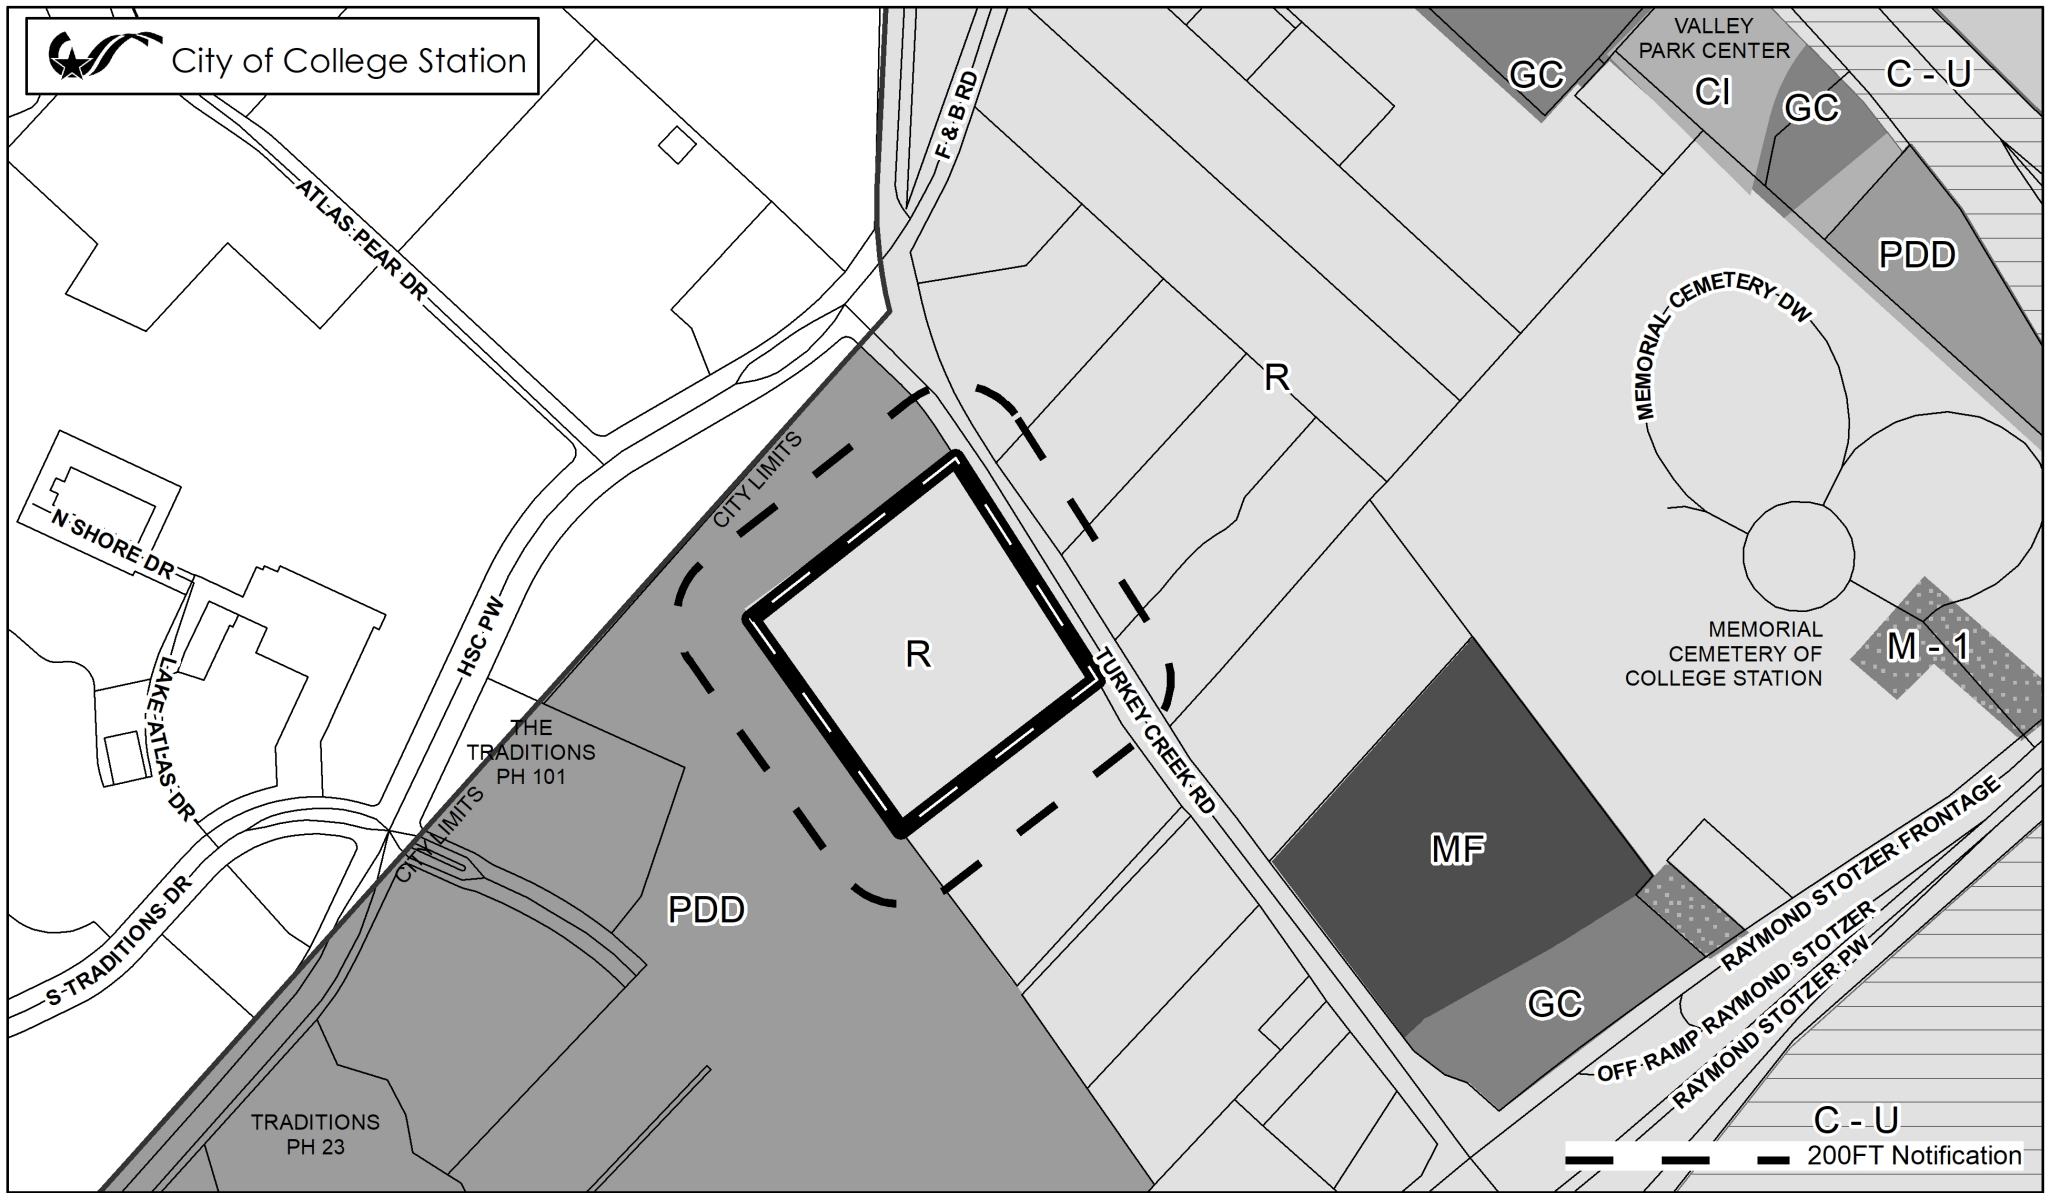 City of College Station
VALLEY
PARK CENTER
GC
CI
GC
C - U
F & B RD
ATLAS PEAR DR
PDD
MEMORIAL CEMETERY DW
R
CITY LIMITS
N SHORE DR
HSC PW
LAKE ATLAS DR
R
TURKEY CREEK RD
MEMORIAL
CEMETERY OF
COLLEGE STATION
M - 1
THE
TRADITIONS
PH 101
CITY LIMITS
S TRADITIONS DR
PDD
MF
GC
RAYMOND STOTZER FRONTAGE
OFF RAMP RAYMOND STOTZER
RAYMOND STOTZER PW
TRADITIONS
PH 23
C - U
200FT Notification